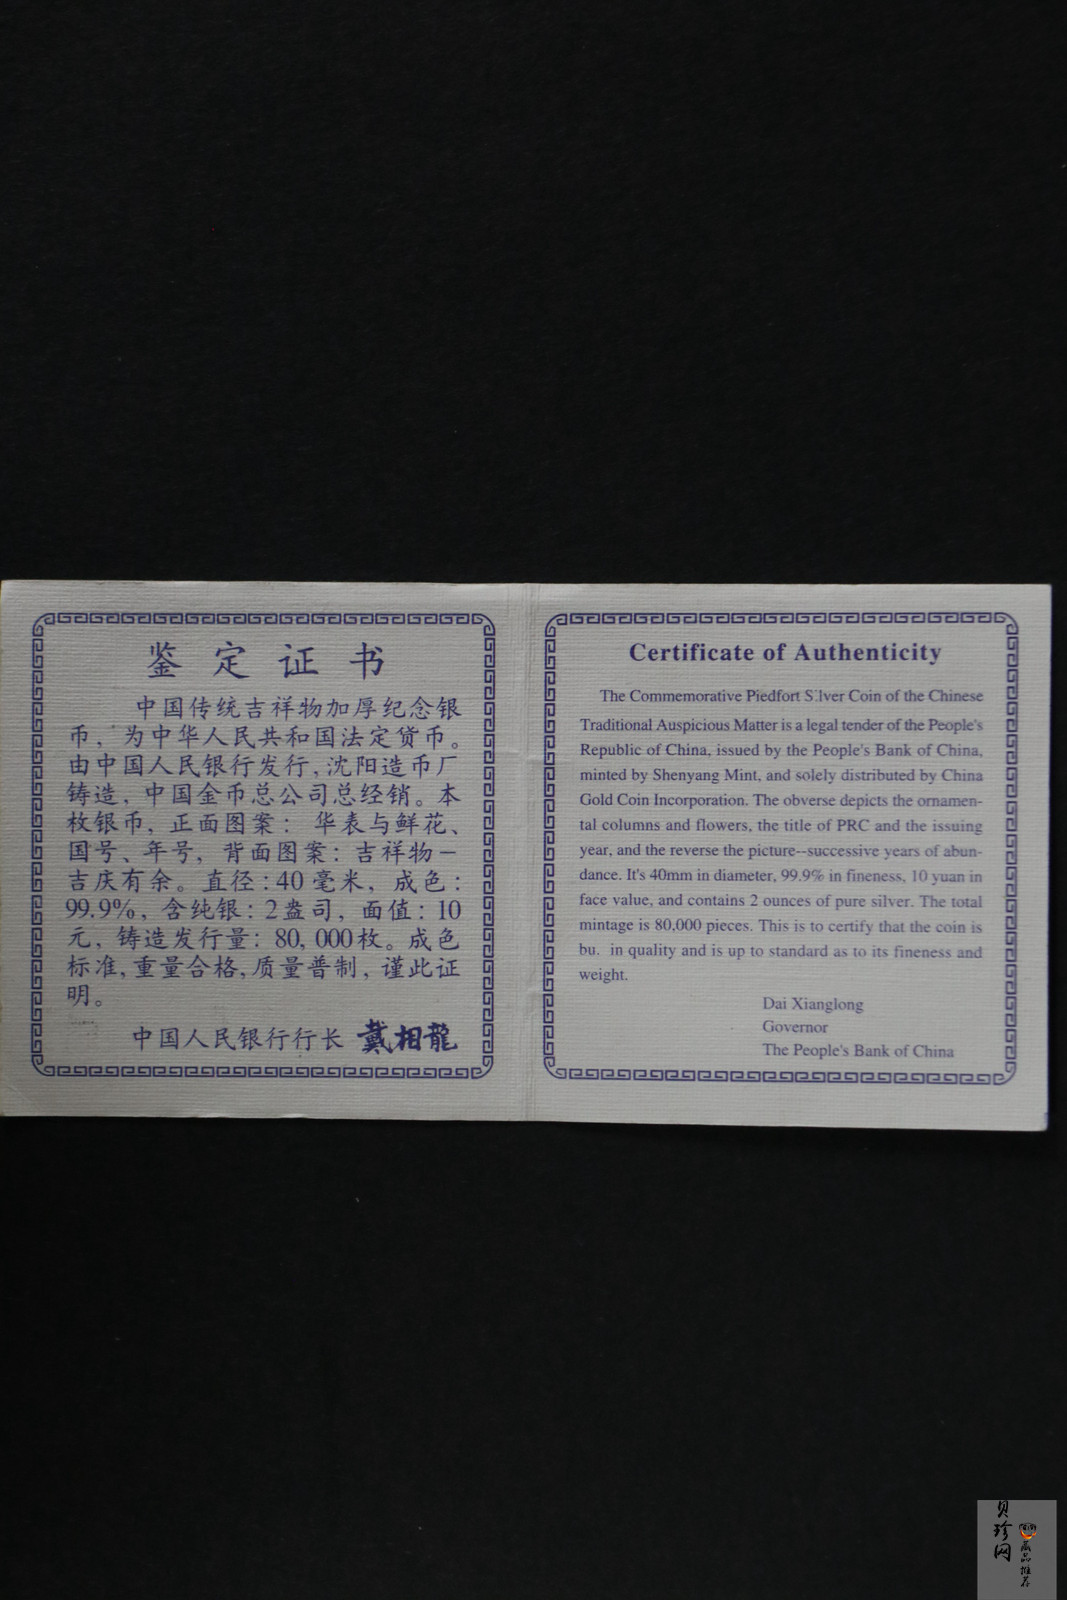 鉴定证书
中国传统吉祥物加厚纪念银
币，为中华人民共和国法定货币。
由中国人民银行发行，沈阳造币厂
铸造，中国金币总公司总经销。本
枚银币，正面图案：华表与鲜花、
国号、年号，背面图案：吉祥物－
吉庆有余。直径：40毫米，成色：
99.9%，含纯银：2盎司，面值：10
元，铸造发行量：80,000枚。成色
标准，重量合格，质量普制，谨此证
明。
中国人民银行行长 戴相龍
Certificate of Authenticity
The Commemorative Piedfort Silver Coin of the Chinese
Traditional Auspicious Matter is a legal tender of the People's
Republic of China, issued by the People's Bank of China,
minted by Shenyang Mint, and solely distributed by China
Gold Coin Incorporation. The obverse depicts the ornamen-
tal columns and flowers, the title of PRC and the issuing
year, and the reverse the picture--successive years of abun-
dance. It's 40mm in diameter, 99.9% in fineness, 10 yuan in
face value, and contains 2 ounces of pure silver. The total
mintage is 80,000 pieces. This is to certify that the coin is
bu. in quality and is up to standard as to its fineness and
weight.
Dai Xianglong
Governor
The People's Bank of China
贝珍网
藏品推荐